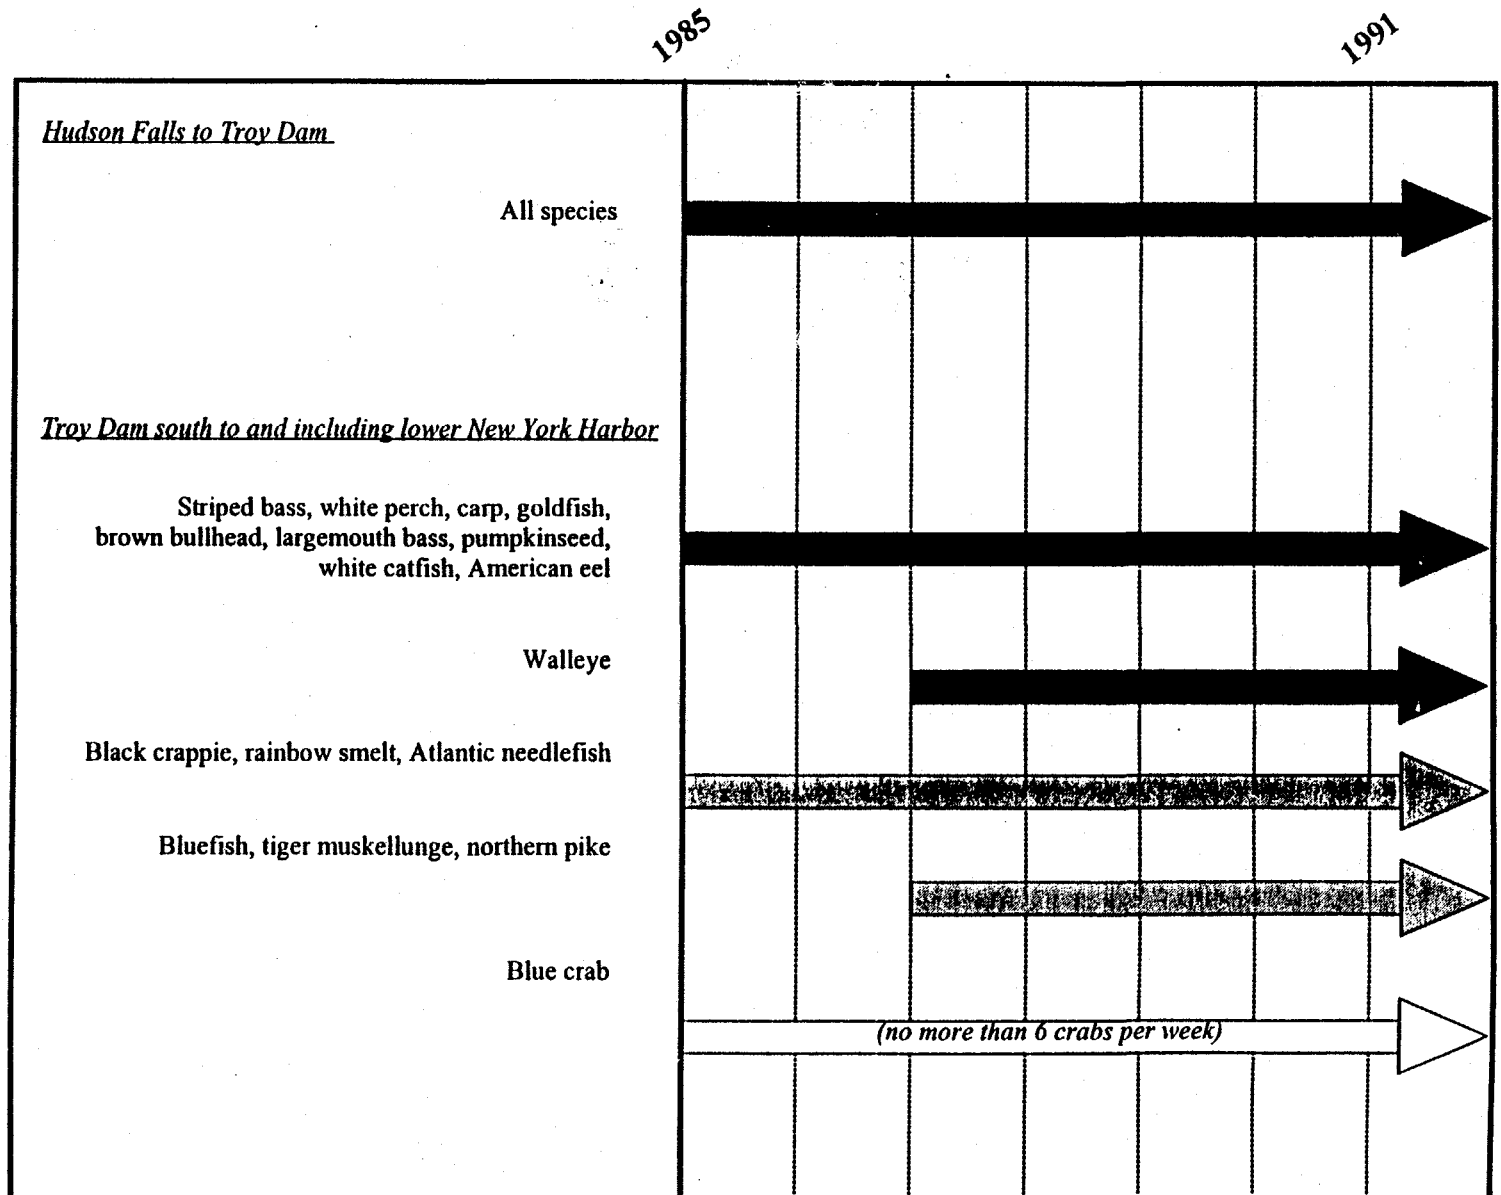 1985
1991
Hudson Falls to Troy Dam
All species
Troy Dam south to and including lower New York Harbor
Striped bass, white perch, carp, goldfish,
brown bullhead, largemouth bass, pumpkinseed,
white catfish, American eel
Walleye
Black crappie, rainbow smelt, Atlantic needlefish
Bluefish, tiger muskellunge, northern pike
Blue crab
(no more than 6 crabs per week)